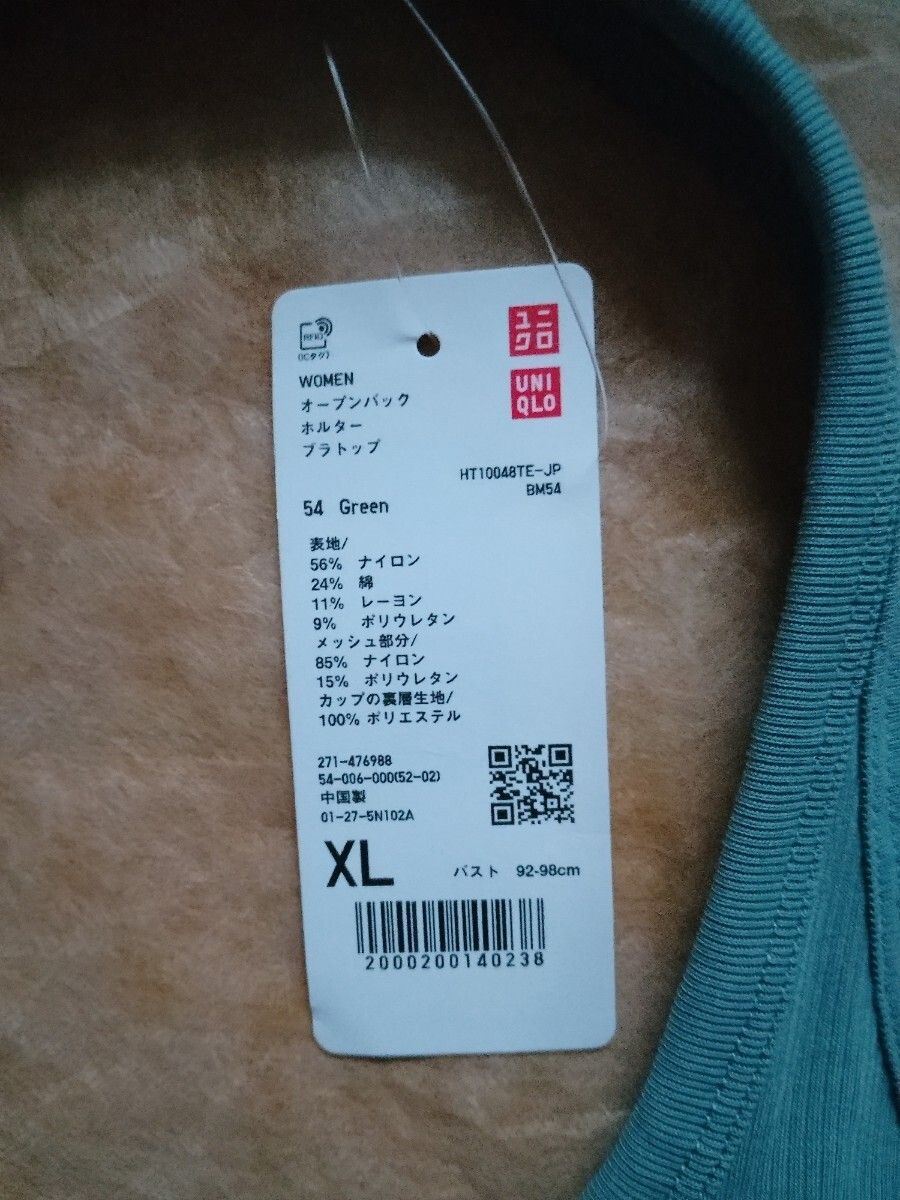 RFID
(ICタグ)
ユニ
クロ
UNI
QLO
WOMEN
オープンバック
ホルター
ブラトップ
HT10048TE-JP
BM54
54 Green
表地/
56% ナイロン
24% 綿
11% レーヨン
9% ポリウレタン
メッシュ部分/
85% ナイロン
15% ポリウレタン
カップの裏層生地/
100% ポリエステル
271-476988
54-006-000(52-02)
中国製
01-27-5N102A
XL バスト 92-98cm
2000200140238